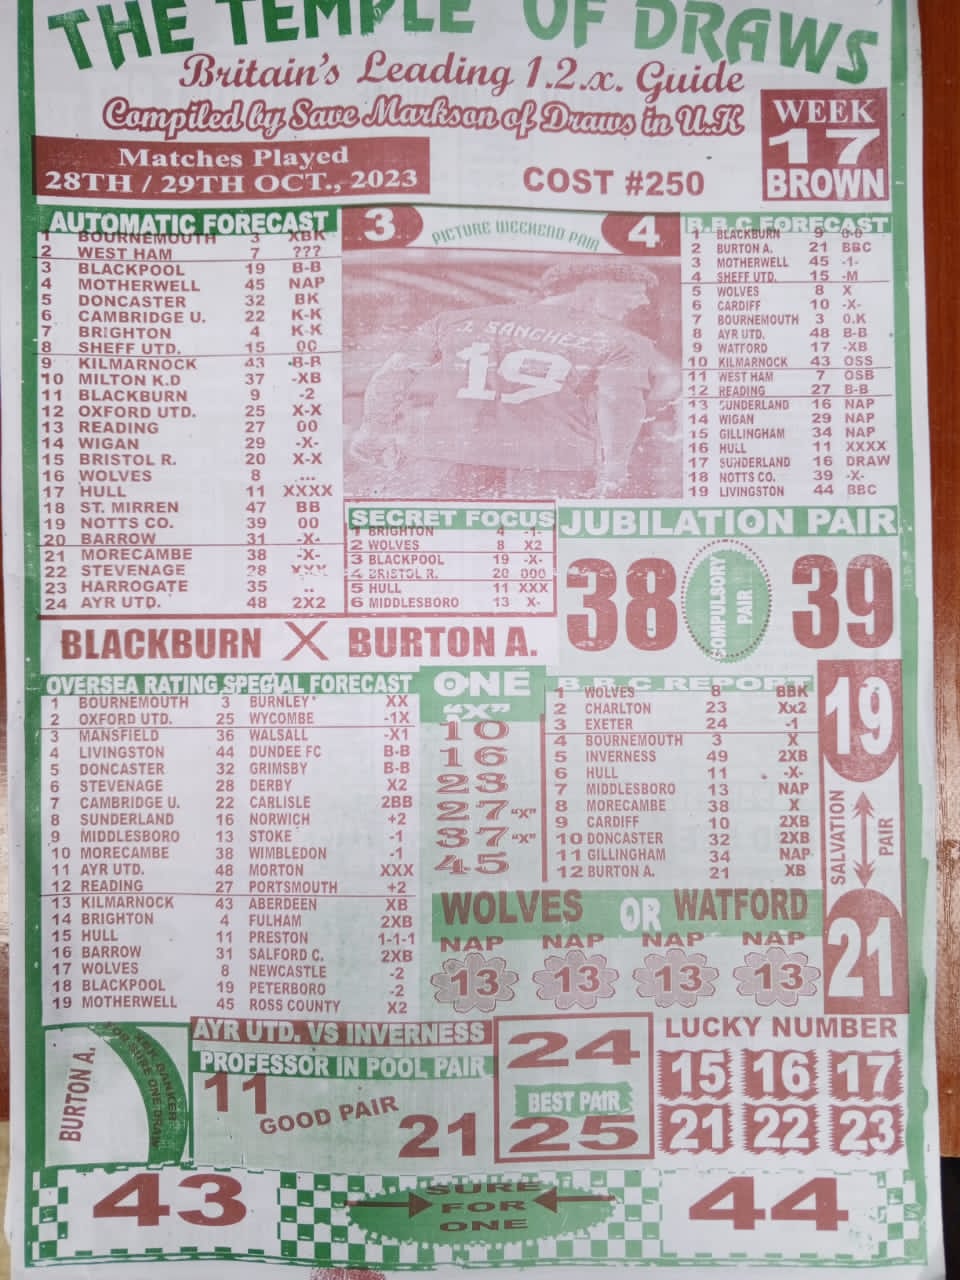 THE TEMPLE OF DRAWS
Britain's Leading 1.2.x. Guide
Compiled by Save Markson of Draws in U.K
WEEK
17
BROWN
Matches Played
28TH / 29TH OCT., 2023
COST #250
AUTOMATIC FORECAST
1 BOURNEMOUTH 3 XBK
2 WEST HAM 7 ???
3 BLACKPOOL 19 B-B
4 MOTHERWELL 45 NAP
5 DONCASTER 32 BK
6 CAMBRIDGE U. 22 K-K
7 BRIGHTON 4 K-K
8 SHEFF UTD. 15 00
9 KILMARNOCK 43 -B-B
10 MILTON K.D 37 -XB
11 BLACKBURN 9 -2
12 OXFORD UTD. 25 X-X
13 READING 27 00
14 WIGAN 29 -X-
15 BRISTOL R. 20 X-X
16 WOLVES 8 ...
17 HULL 11 XXXX
18 ST. MIRREN 47 BB
19 NOTTS CO. 39 00
20 BARROW 31 -X-
21 MORECAMBE 38 -X-
22 STEVENAGE 28 XXX
23 HARROGATE 35 ..
24 AYR UTD. 48 2X2
3 PICTURE WEEKEND PAIR 4
J. SANCHEZ
19
B.B.C FORECAST
1 BLACKBURN 9 0-0
2 BURTON A. 21 BBC
3 MOTHERWELL 45 -1-
4 SHEFF UTD. 15 -M
5 WOLVES 8 X
6 CARDIFF 10 -X-
7 BOURNEMOUTH 3 0.K
8 AYR UTD. 48 B-B
9 WATFORD 17 -XB
10 KILMARNOCK 43 OSS
11 WEST HAM 7 OSB
12 READING 27 B-B
13 SUNDERLAND 16 NAP
14 WIGAN 29 NAP
15 GILLINGHAM 34 NAP
16 HULL 11 XXXX
17 SUNDERLAND 16 DRAW
18 NOTTS CO. 39 -X-
19 LIVINGSTON 44 BBC
SECRET FOCUS
1 BRIGHTON 4 -1-
2 WOLVES 8 X2
3 BLACKPOOL 19 -X-
4 BRISTOL R. 20 000
5 HULL 11 XXX
6 MIDDLESBORO 13 X-
JUBILATION PAIR
38 COMPULSORY PAIR 39
BLACKBURN X BURTON A.
OVERSEA RATING SPECIAL FORECAST
1 BOURNEMOUTH 3 BURNLEY XX
2 OXFORD UTD. 25 WYCOMBE -1X
3 MANSFIELD 36 WALSALL -X1
4 LIVINGSTON 44 DUNDEE FC B-B
5 DONCASTER 32 GRIMSBY B-B
6 STEVENAGE 28 DERBY X2
7 CAMBRIDGE U. 22 CARLISLE 2BB
8 SUNDERLAND 16 NORWICH +2
9 MIDDLESBORO 13 STOKE -1
10 MORECAMBE 38 WIMBLEDON -1
11 AYR UTD. 48 MORTON XXX
12 READING 27 PORTSMOUTH +2
13 KILMARNOCK 43 ABERDEEN XB
14 BRIGHTON 4 FULHAM 2XB
15 HULL 11 PRESTON 1-1-1
16 BARROW 31 SALFORD C. 2XB
17 WOLVES 8 NEWCASTLE -2
18 BLACKPOOL 19 PETERBORO -2
19 MOTHERWELL 45 ROSS COUNTY X2
ONE
"X"
10
16
23
27 "X"
37 "X"
45
B.B.C. REPORT
1 WOLVES 8 BBK
2 CHARLTON 23 Xx2
3 EXETER 24 -1
4 BOURNEMOUTH 3 X
5 INVERNESS 49 2XB
6 HULL 11 -X-
7 MIDDLESBORO 13 NAP
8 MORECAMBE 38 X
9 CARDIFF 10 2XB
10 DONCASTER 32 2XB
11 GILLINGHAM 34 NAP
12 BURTON A. 21 XB
19
SALVATION PAIR
21
WOLVES OR WATFORD
NAP NAP NAP NAP
13 13 13 13
BURTON A.
AYR UTD. VS INVERNESS
PROFESSOR IN POOL PAIR
11
GOOD PAIR
21
24
BEST PAIR
25
LUCKY NUMBER
15 16 17
21 22 23
43
SURE
FOR
ONE
44